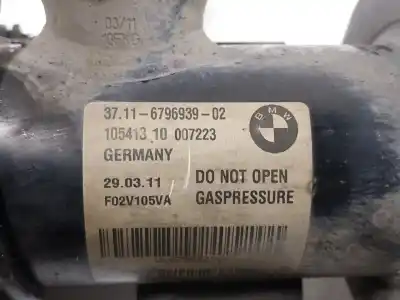 03/11
37.11-6796939-02
BMW
105413 10 007223
GERMANY
29.03.11 DO NOT OPEN
F02V105VA GASPRESSURE